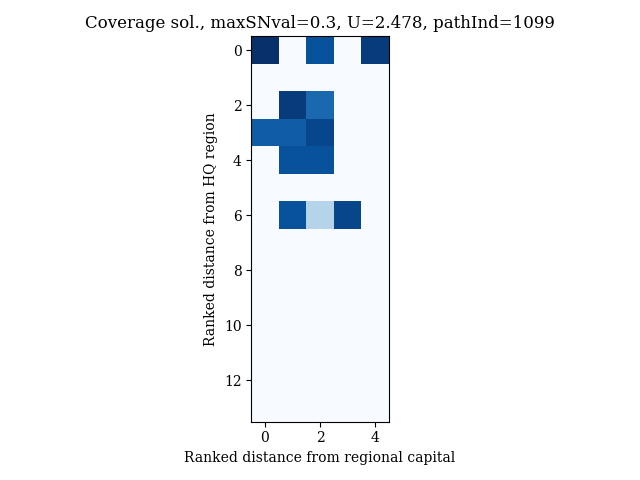 Coverage sol., maxSNval=0.3, U=2.478, pathInd=1099
0
2
4
6
8
10
12
Ranked distance from HQ region
0 2 4
Ranked distance from regional capital